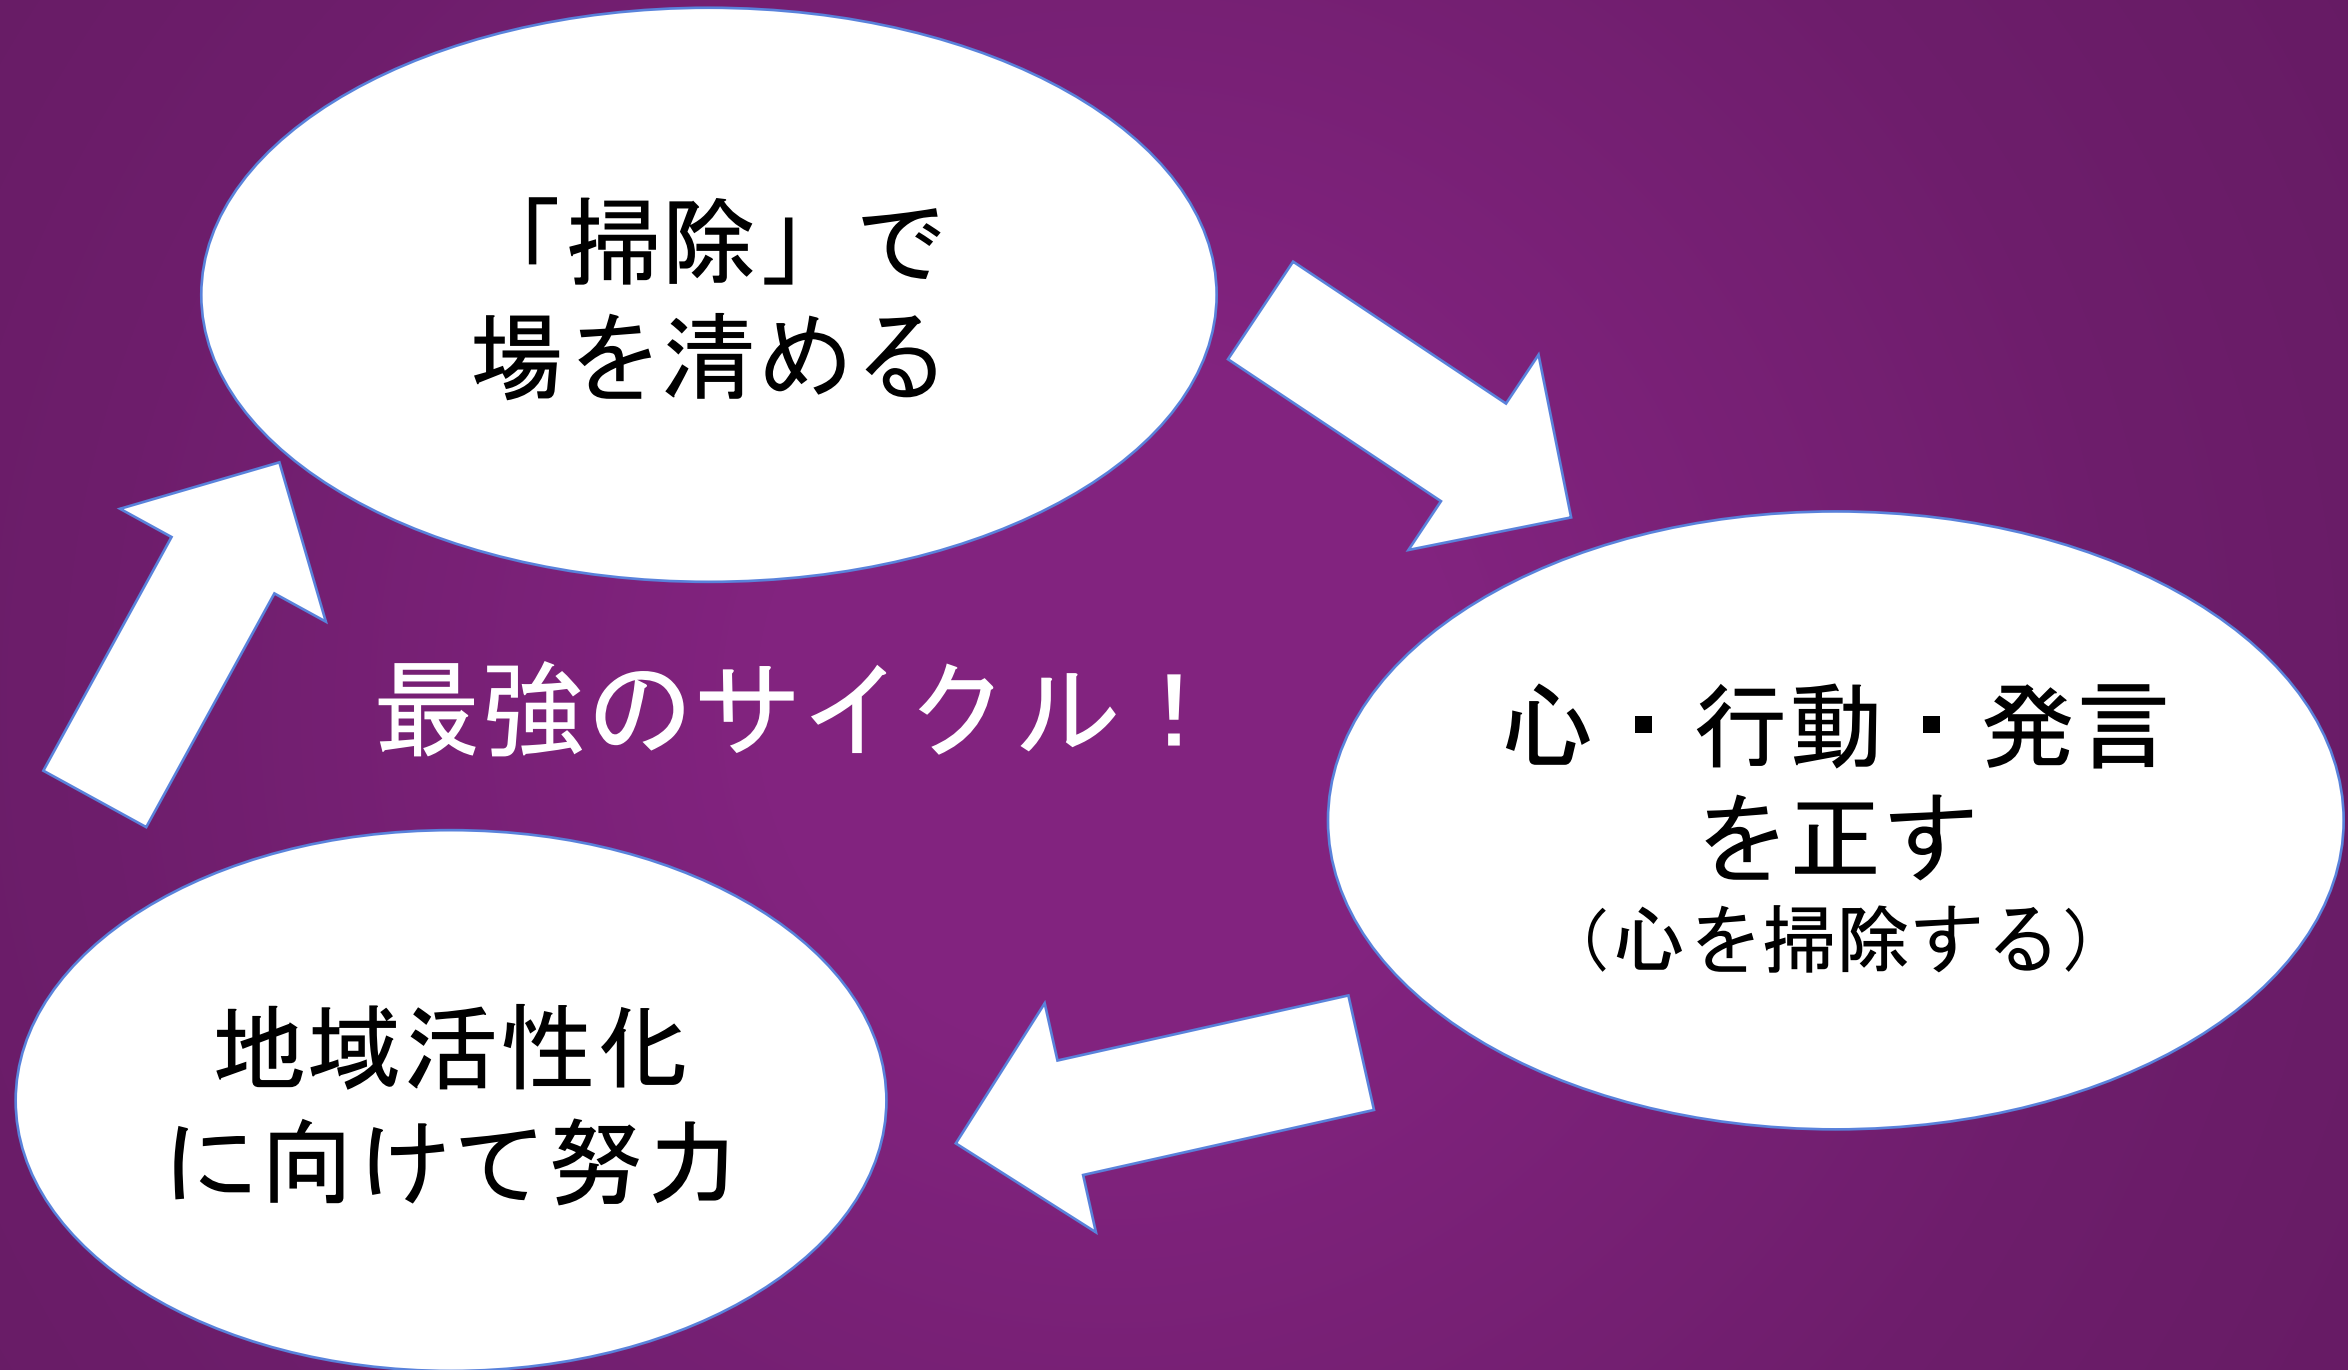 「掃除」で
場を清める
最強のサイクル！
心・行動・発言
を正す
（心を掃除する）
地域活性化
に向けて努力